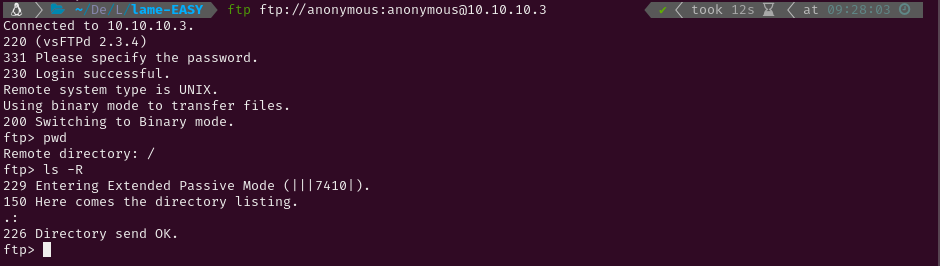 ~/De/L/lame-EASY ftp ftp://anonymous:anonymous@10.10.10.3 ✔ took 12s at 09:28:03
Connected to 10.10.10.3.
220 (vsFTPd 2.3.4)
331 Please specify the password.
230 Login successful.
Remote system type is UNIX.
Using binary mode to transfer files.
200 Switching to Binary mode.
ftp> pwd
Remote directory: /
ftp> ls -R
229 Entering Extended Passive Mode (|||7410|).
150 Here comes the directory listing.
.:
226 Directory send OK.
ftp>